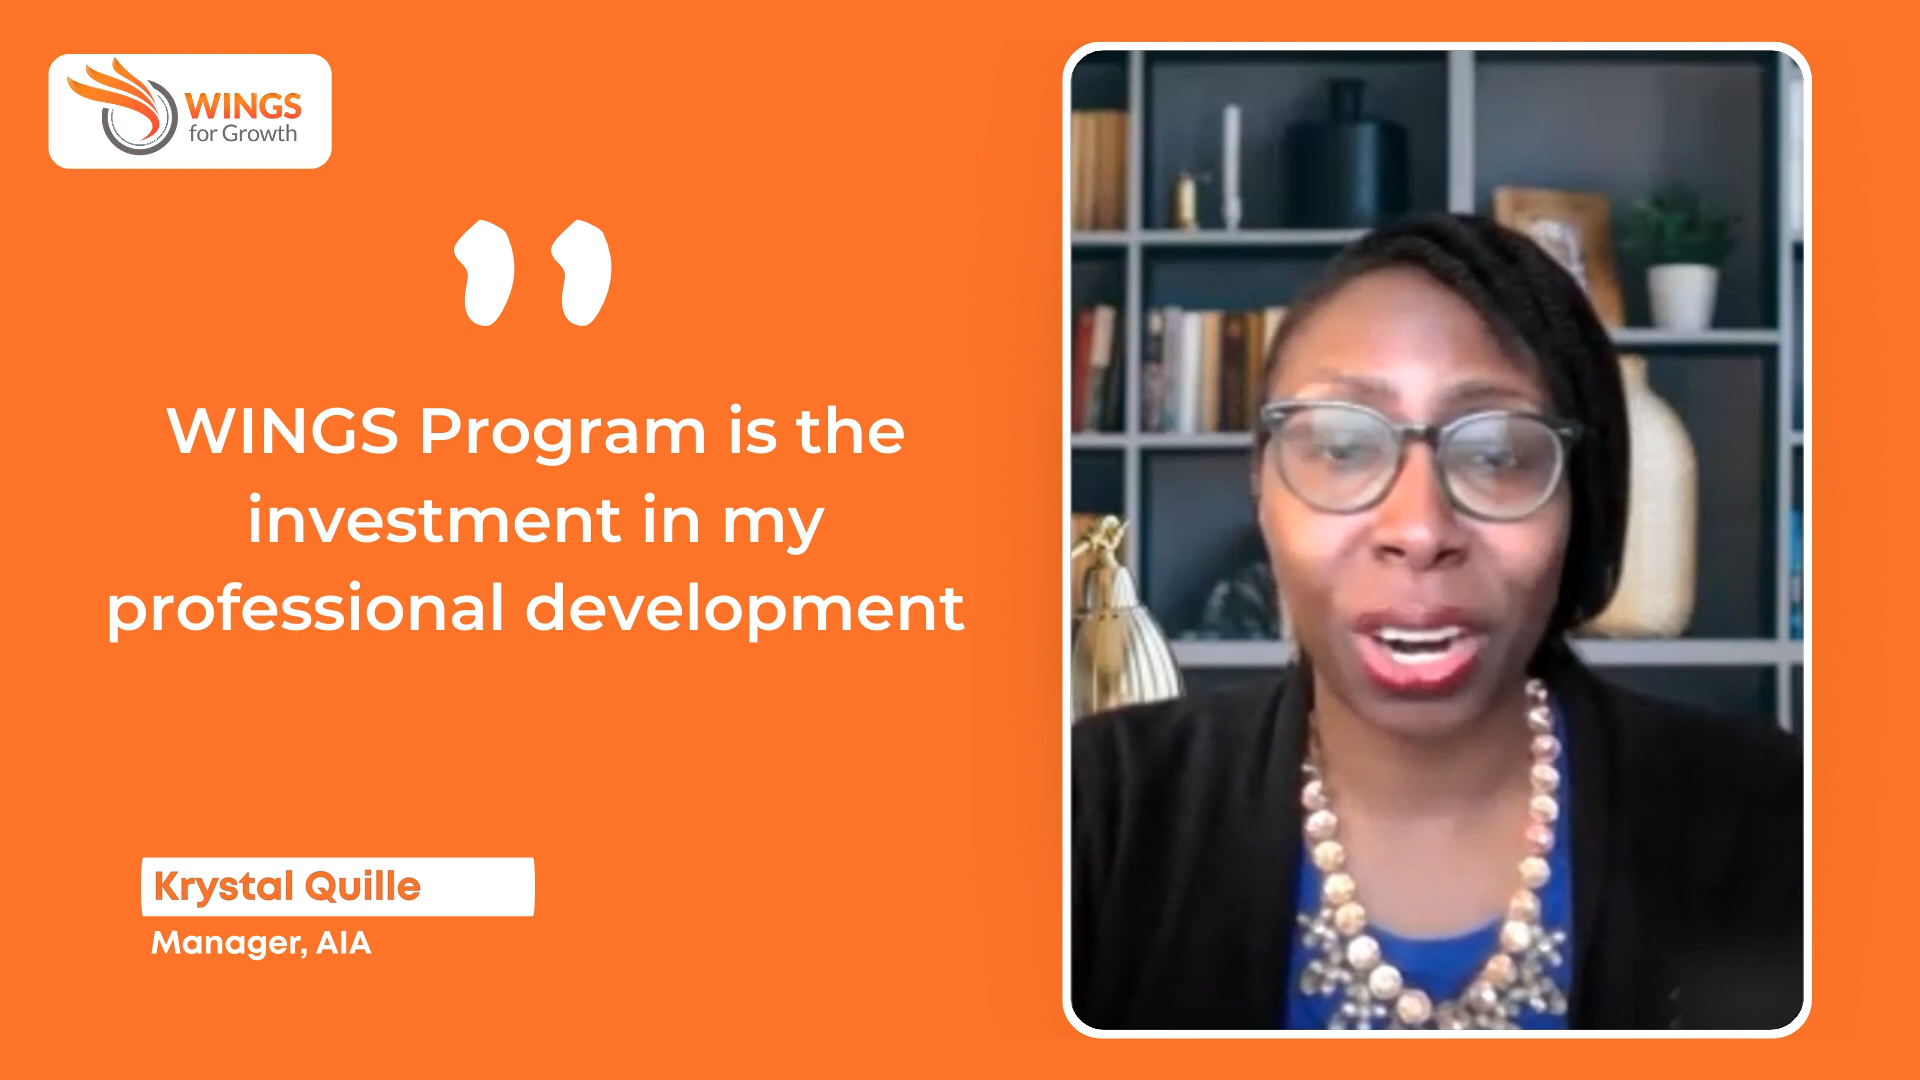 WINGS
for Growth
WINGS Program is the
investment in my
professional development
Krystal Quille
Manager, AIA